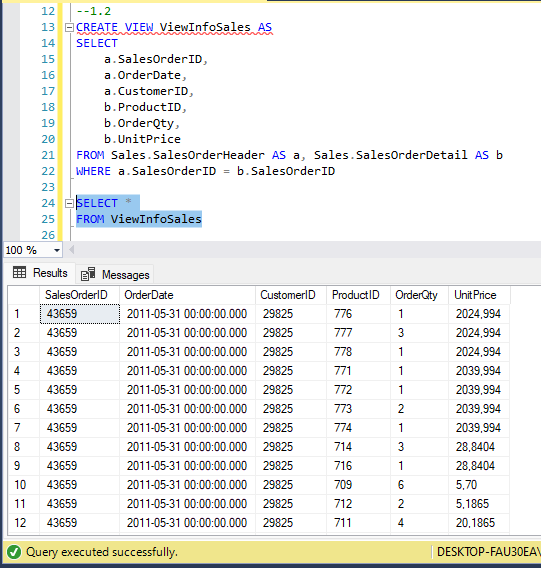 12 --1.2
13 CREATE VIEW ViewInfoSales AS
14 SELECT
15 a.SalesOrderID,
16 a.OrderDate,
17 a.CustomerID,
18 b.ProductID,
19 b.OrderQty,
20 b.UnitPrice
21 FROM Sales.SalesOrderHeader AS a, Sales.SalesOrderDetail AS b
22 WHERE a.SalesOrderID = b.SalesOrderID
23
24 SELECT *
25 FROM ViewInfoSales
26
100 %
Results Messages
SalesOrderID OrderDate CustomerID ProductID OrderQty UnitPrice
1 43659 2011-05-31 00:00:00.000 29825 776 1 2024,994
2 43659 2011-05-31 00:00:00.000 29825 777 3 2024,994
3 43659 2011-05-31 00:00:00.000 29825 778 1 2024,994
4 43659 2011-05-31 00:00:00.000 29825 771 1 2039,994
5 43659 2011-05-31 00:00:00.000 29825 772 1 2039,994
6 43659 2011-05-31 00:00:00.000 29825 773 2 2039,994
7 43659 2011-05-31 00:00:00.000 29825 774 1 2039,994
8 43659 2011-05-31 00:00:00.000 29825 714 3 28,8404
9 43659 2011-05-31 00:00:00.000 29825 716 1 28,8404
10 43659 2011-05-31 00:00:00.000 29825 709 6 5,70
11 43659 2011-05-31 00:00:00.000 29825 712 2 5,1865
12 43659 2011-05-31 00:00:00.000 29825 711 4 20,1865
Query executed successfully. DESKTOP-FAU30EA\